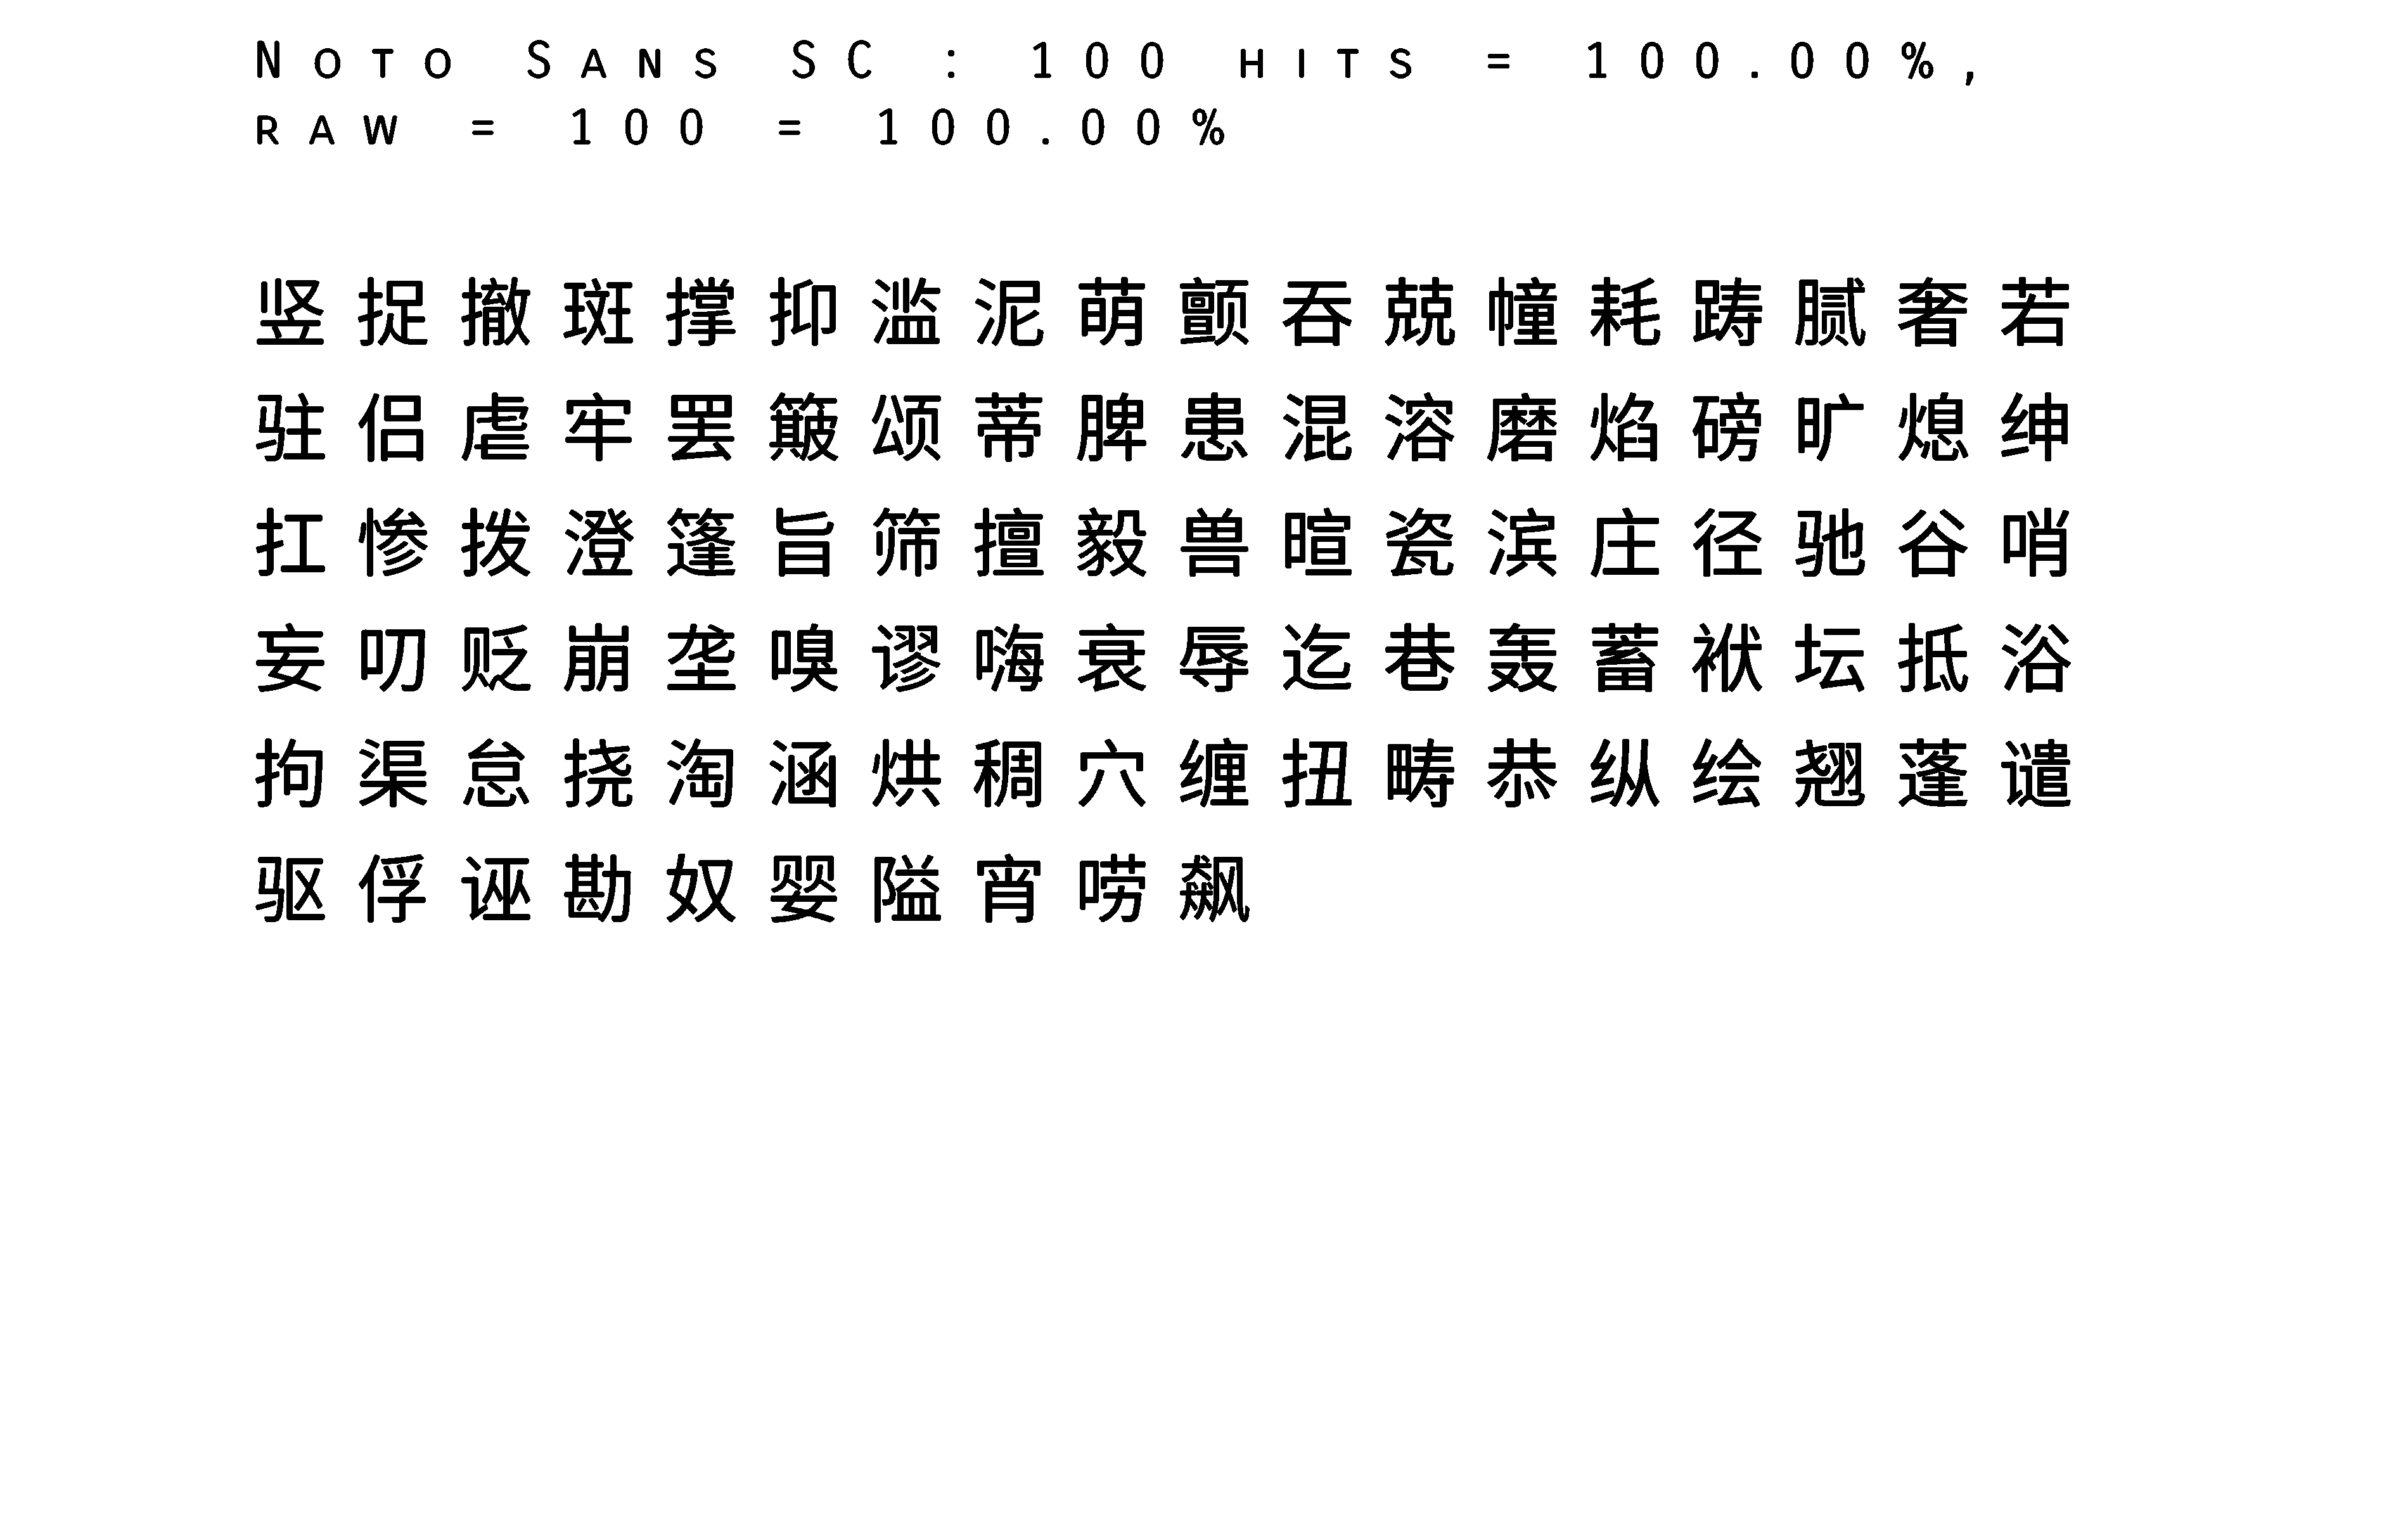 Noto Sans SC : 100 hits = 100.00%,
raw = 100 = 100.00%
竖捉撤斑撑抑滥泥萌颤吞兢幢耗踌腻奢若
驻侣虐牢罢簸颂蒂脾患混溶磨焰磅旷熄绅
扛惨拨澄篷旨筛擅毅兽暄瓷滨庄径驰谷哨
妄叨贬崩垄嗅谬嗨衰辱迄巷轰蓄袱坛抵浴
拘渠怠挠淘涵烘稠穴缠扭畴恭纵绘翘蓬谴
驱俘诬勘奴婴隘宵唠飙